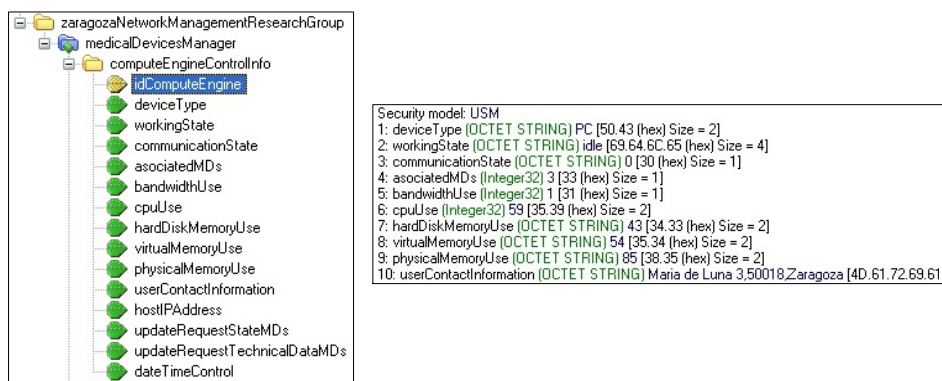 zaragozaNetworkManagementResearchGroup
medicalDevicesManager
computeEngineControlInfo
idComputeEngine
deviceType
workingState
communicationState
asociatedMDs
bandwidthUse
cpuUse
hardDiskMemoryUse
virtualMemoryUse
physicalMemoryUse
userContactInformation
hostIPAddress
updateRequestStateMDs
updateRequestTechnicalDataMDs
dateTimeControl
Security model: USM
1: deviceType (OCTET STRING) PC [50.43 (hex) Size = 2]
2: workingState (OCTET STRING) idle [69.64.6C.65 (hex) Size = 4]
3: communicationState (OCTET STRING) 0 [30 (hex) Size = 1]
4: asociatedMDs (Integer32) 3 [33 (hex) Size = 1]
5: bandwidthUse (Integer32) 1 [31 (hex) Size = 1]
6: cpuUse (Integer32) 59 [35.39 (hex) Size = 2]
7: hardDiskMemoryUse (OCTET STRING) 43 [34.33 (hex) Size = 2]
8: virtualMemoryUse (OCTET STRING) 54 [35.34 (hex) Size = 2]
9: physicalMemoryUse (OCTET STRING) 85 [38.35 (hex) Size = 2]
10: userContactInformation (OCTET STRING) Maria de Luna 3,50018,Zaragoza [4D.61.72.69.61